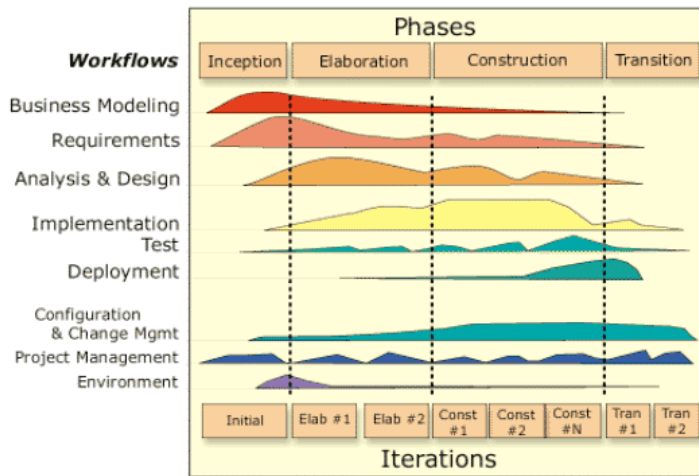 Phases
Workflows
Inception
Elaboration
Construction
Transition
Business Modeling
Requirements
Analysis & Design
Implementation
Test
Deployment
Configuration
& Change Mgmt
Project Management
Environment
Initial
Elab #1
Elab #2
Const
#1
Const
#2
Const
#N
Tran
#1
Tran
#2
Iterations